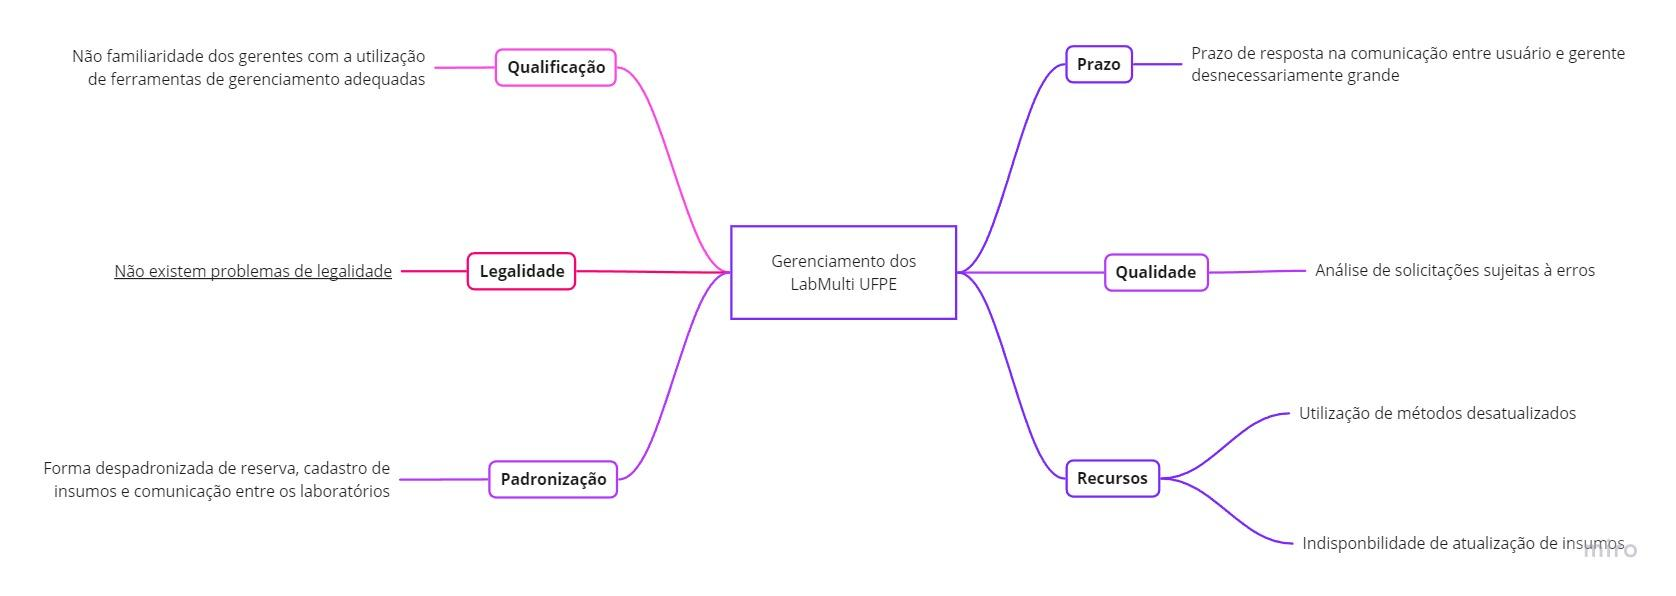 Gerenciamento dos
LabMulti UFPE
Qualificação
Não familiaridade dos gerentes com a utilização
de ferramentas de gerenciamento adequadas
Legalidade
Não existem problemas de legalidade
Padronização
Forma despadronizada de reserva, cadastro de
insumos e comunicação entre os laboratórios
Prazo
Prazo de resposta na comunicação entre usuário e gerente
desnecessariamente grande
Qualidade
Análise de solicitações sujeitas à erros
Recursos
Utilização de métodos desatualizados
Indisponbilidade de atualização de insumos
miro